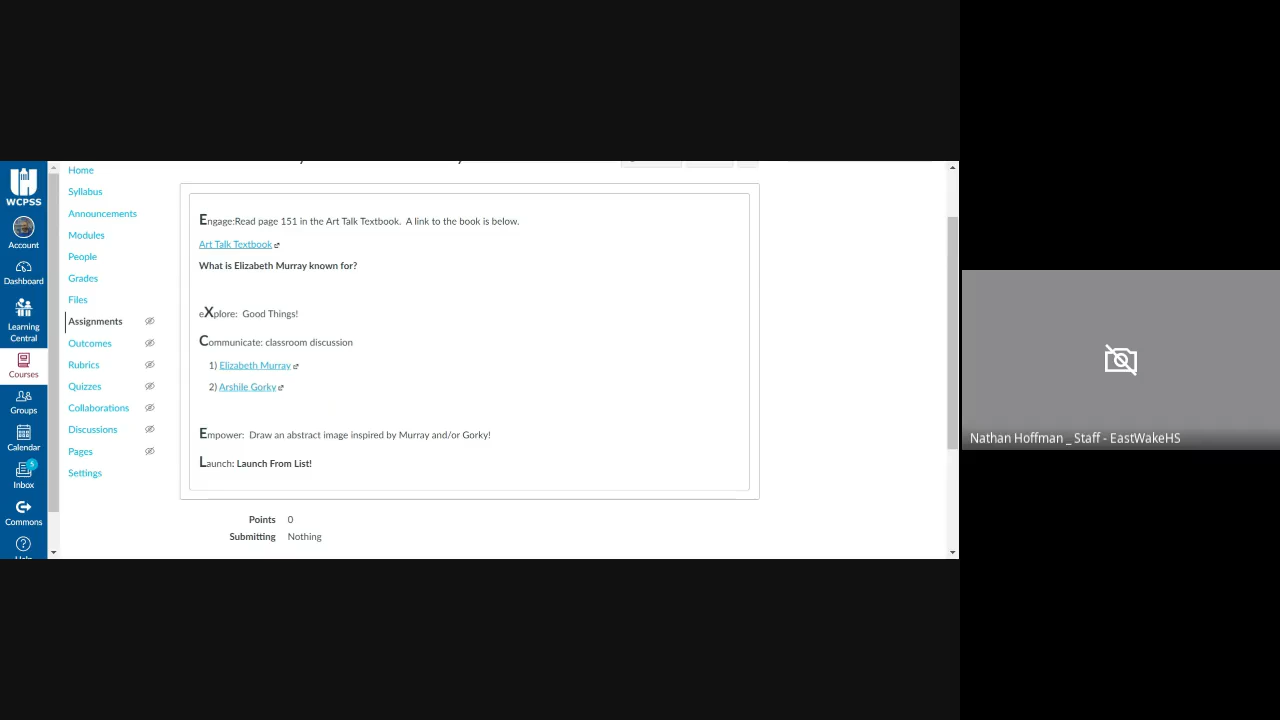 WCPSS
Account
Dashboard
Learning
Central
Courses
Groups
Calendar
5
Inbox
Commons
Home
Syllabus
Announcements
Modules
People
Grades
Files
Assignments
Outcomes
Rubrics
Quizzes
Collaborations
Discussions
Pages
Settings
Engage:Read page 151 in the Art Talk Textbook.  A link to the book is below.
Art Talk Textbook
What is Elizabeth Murray known for?
eXplore:  Good Things!
Communicate: classroom discussion
1) Elizabeth Murray
2) Arshile Gorky
Empower:  Draw an abstract image inspired by Murray and/or Gorky!
Launch: Launch From List!
Points 0
Submitting Nothing
Nathan Hoffman _ Staff - EastWakeHS